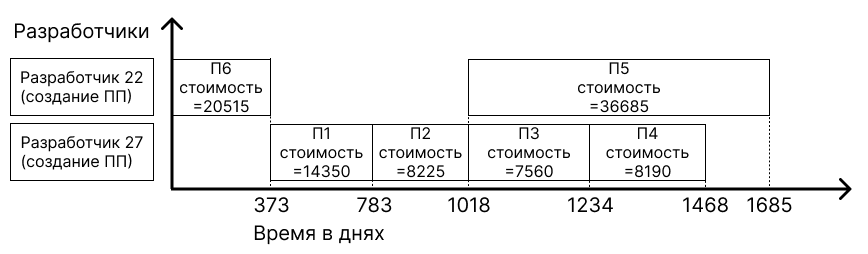 Разработчики
Разработчик 22
(создание ПП)
П6
стоимость
=20515
П5
стоимость
=36685
Разработчик 27
(создание ПП)
П1
стоимость
=14350
П2
стоимость
=8225
П3
стоимость
=7560
П4
стоимость
=8190
373
783
1018
1234
1468
1685
Время в днях